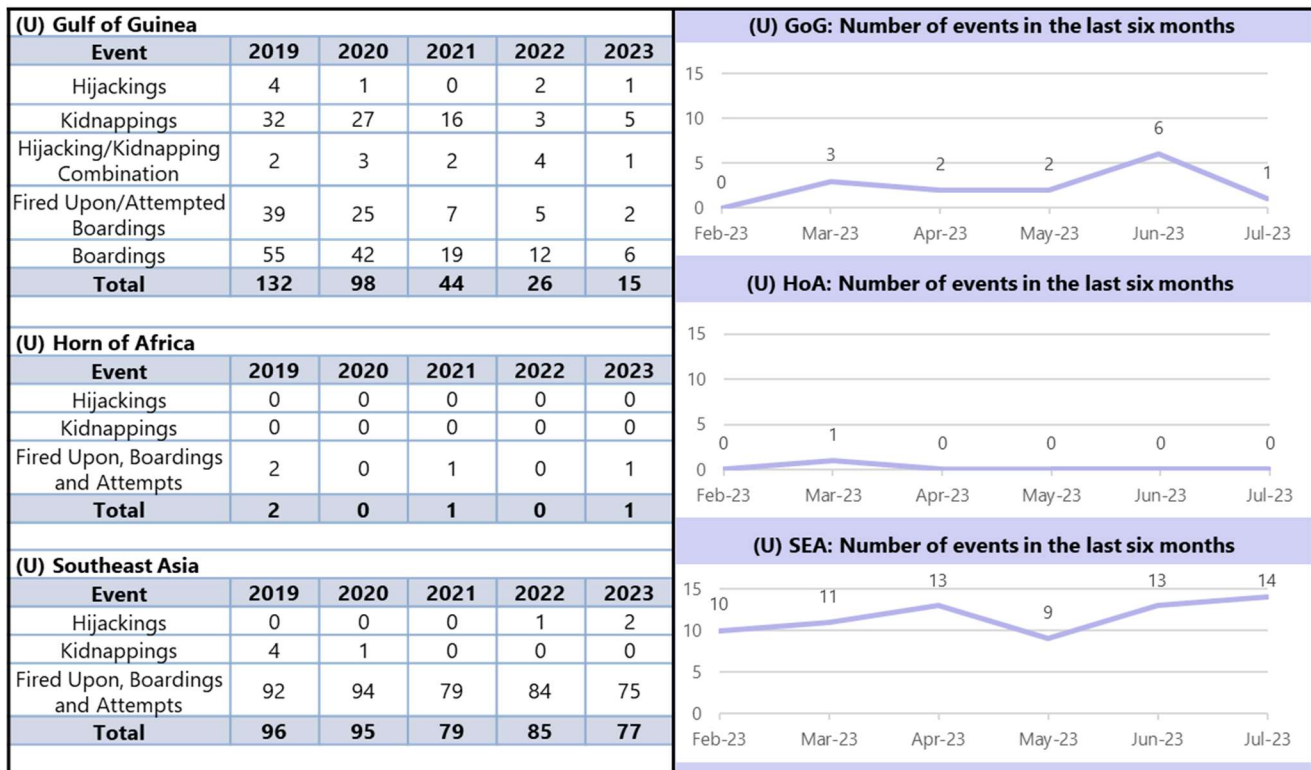 (U) Gulf of Guinea
Event 2019 2020 2021 2022 2023
Hijackings 4 1 0 2 1
Kidnappings 32 27 16 3 5
Hijacking/Kidnapping
Combination 2 3 2 4 1
Fired Upon/Attempted
Boardings 39 25 7 5 2
Boardings 55 42 19 12 6
Total 132 98 44 26 15
(U) Horn of Africa
Event 2019 2020 2021 2022 2023
Hijackings 0 0 0 0 0
Kidnappings 0 0 0 0 0
Fired Upon, Boardings
and Attempts 2 0 1 0 1
Total 2 0 1 0 1
(U) Southeast Asia
Event 2019 2020 2021 2022 2023
Hijackings 0 0 0 1 2
Kidnappings 4 1 0 0 0
Fired Upon, Boardings
and Attempts 92 94 79 84 75
Total 96 95 79 85 77
(U) GoG: Number of events in the last six months
15
10
5
0
0 3 2 2 6 1
Feb-23 Mar-23 Apr-23 May-23 Jun-23 Jul-23
(U) HoA: Number of events in the last six months
15
10
5
0
0 1 0 0 0 0
Feb-23 Mar-23 Apr-23 May-23 Jun-23 Jul-23
(U) SEA: Number of events in the last six months
15
10
5
0
10 11 13 9 13 14
Feb-23 Mar-23 Apr-23 May-23 Jun-23 Jul-23